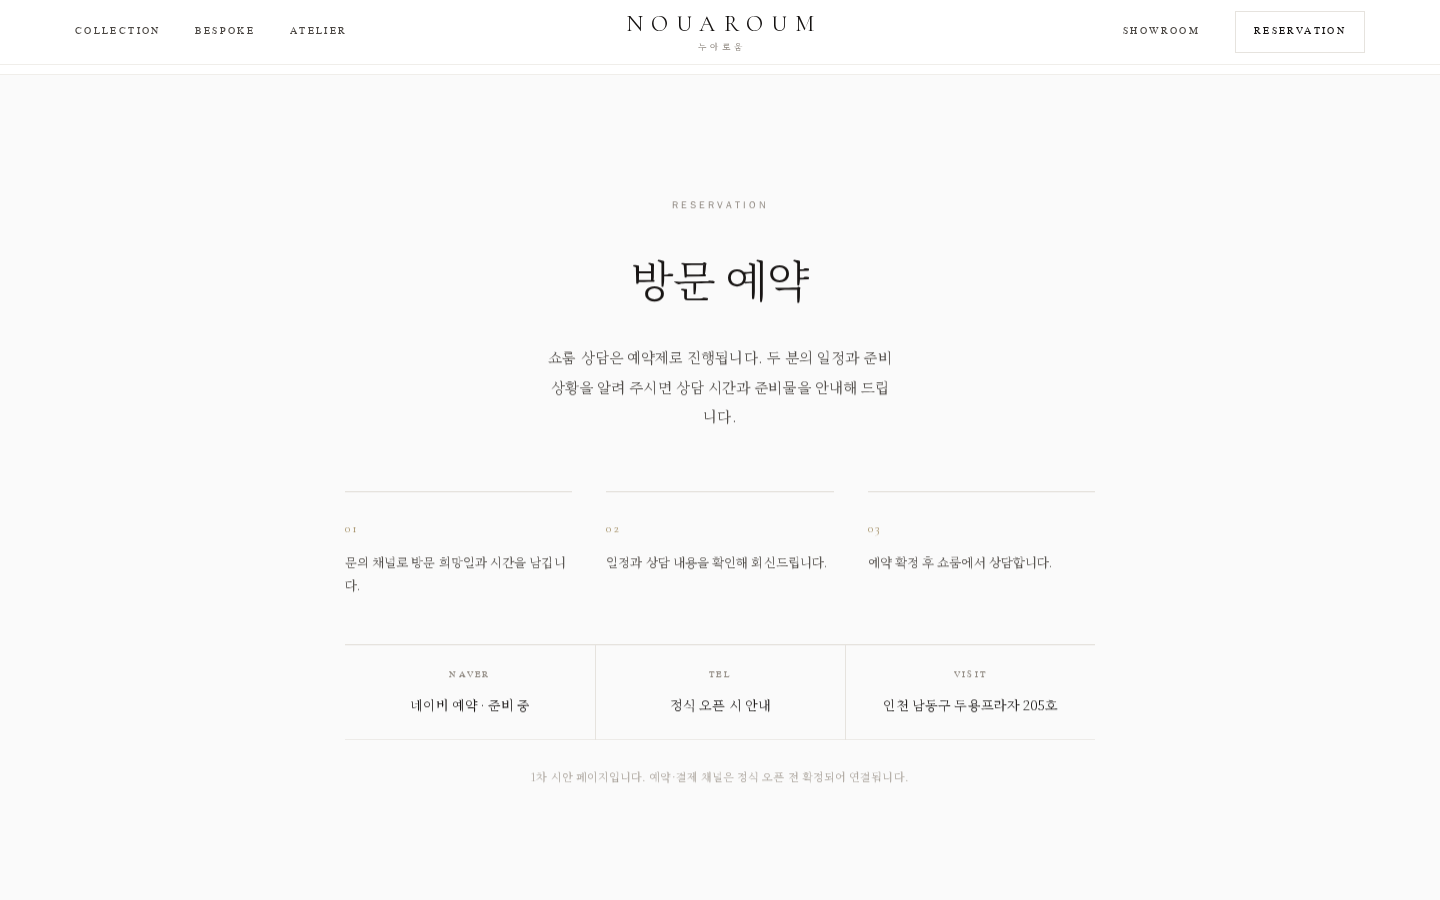 COLLECTION BESPOKE ATELIER NOUAROUM SHOWROOM RESERVATION
누아로움
RESERVATION
방문 예약
쇼룸 상담은 예약제로 진행됩니다. 두 분의 일정과 준비
상황을 알려 주시면 상담 시간과 준비물을 안내해 드립
니다.
01
문의 채널로 방문 희망일과 시간을 남깁니
다.
02
일정과 상담 내용을 확인해 회신드립니다.
03
예약 확정 후 쇼룸에서 상담합니다.
NAVER
네이버 예약 · 준비 중
TEL
정식 오픈 시 안내
VISIT
인천 남동구 두용프라자 205호
1차 시안 페이지입니다. 예약·결제 채널은 정식 오픈 전 확정되어 연결됩니다.